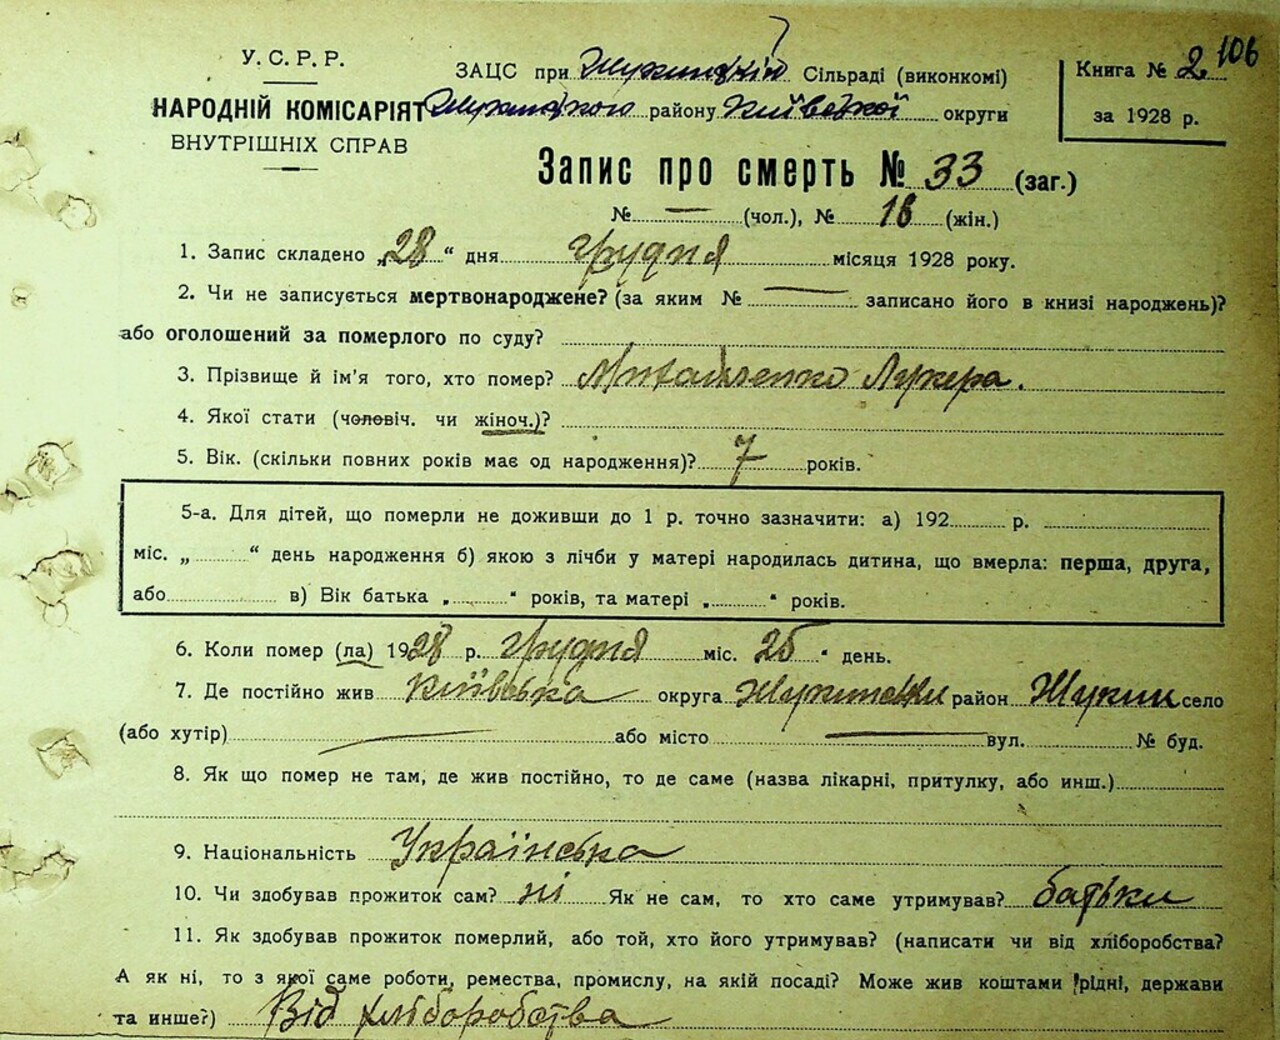 106
У. С. Р. Р.
НАРОДНІЙ КОМІСАРІЯТ
ВНУТРІШНІХ СПРАВ
ЗАЦС при Жукинській Сільраді (виконкомі)
Жукинського району Київської округи
Книга № 2
за 1928 р.
Запис про смерть № 33 (заг.)
№ — (чол.), № 18 (жін.)
1. Запис складено „28“ дня грудня місяця 1928 року.
2. Чи не записується мертвонароджене? (за яким № — записано його в книзі народжень)?
або оголошений за померлого по суду?
3. Прізвище й ім'я того, хто помер? Михайленко Лукера.
4. Якої стати (чоловіч. чи жіноч.)?
5. Вік. (скільки повних років має од народження)? 7 років.
5-а. Для дітей, що померли не доживши до 1 р. точно зазначити: а) 192 р.
міс. „ “ день народження б) якою з лічби у матері народилась дитина, що вмерла: перша, друга,
або в) Вік батька „ “ років, та матері „ “ років.
6. Коли помер (ла) 1928 р. грудня міс. 25 “ день.
7. Де постійно жив Київська округа Жукинськи район Жукин село
(або хутір) — або місто — вул. № буд.
8. Як що помер не там, де жив постійно, то де саме (назва лікарні, притулку, або инш.)
9. Національність Українська
10. Чи здобував прожиток сам? ні Як не сам, то хто саме утримував? батьки
11. Як здобував прожиток померлий, або той, хто його утримував? (написати чи від хліборобства?
А як ні, то з якої саме роботи, ремества, промислу, на якій посаді? Може жив коштами рідні, держави
та инше?) Від хліборобства